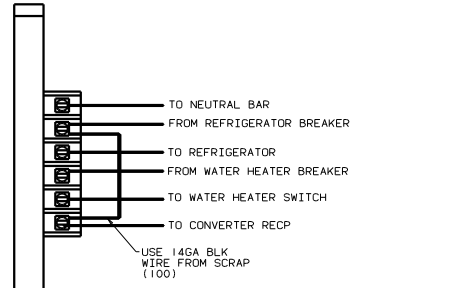 TO NEUTRAL BAR
FROM REFRIGERATOR BREAKER
TO REFRIGERATOR
FROM WATER HEATER BREAKER
TO WATER HEATER SWITCH
TO CONVERTER RECP
USE 14GA BLK
WIRE FROM SCRAP
(100)